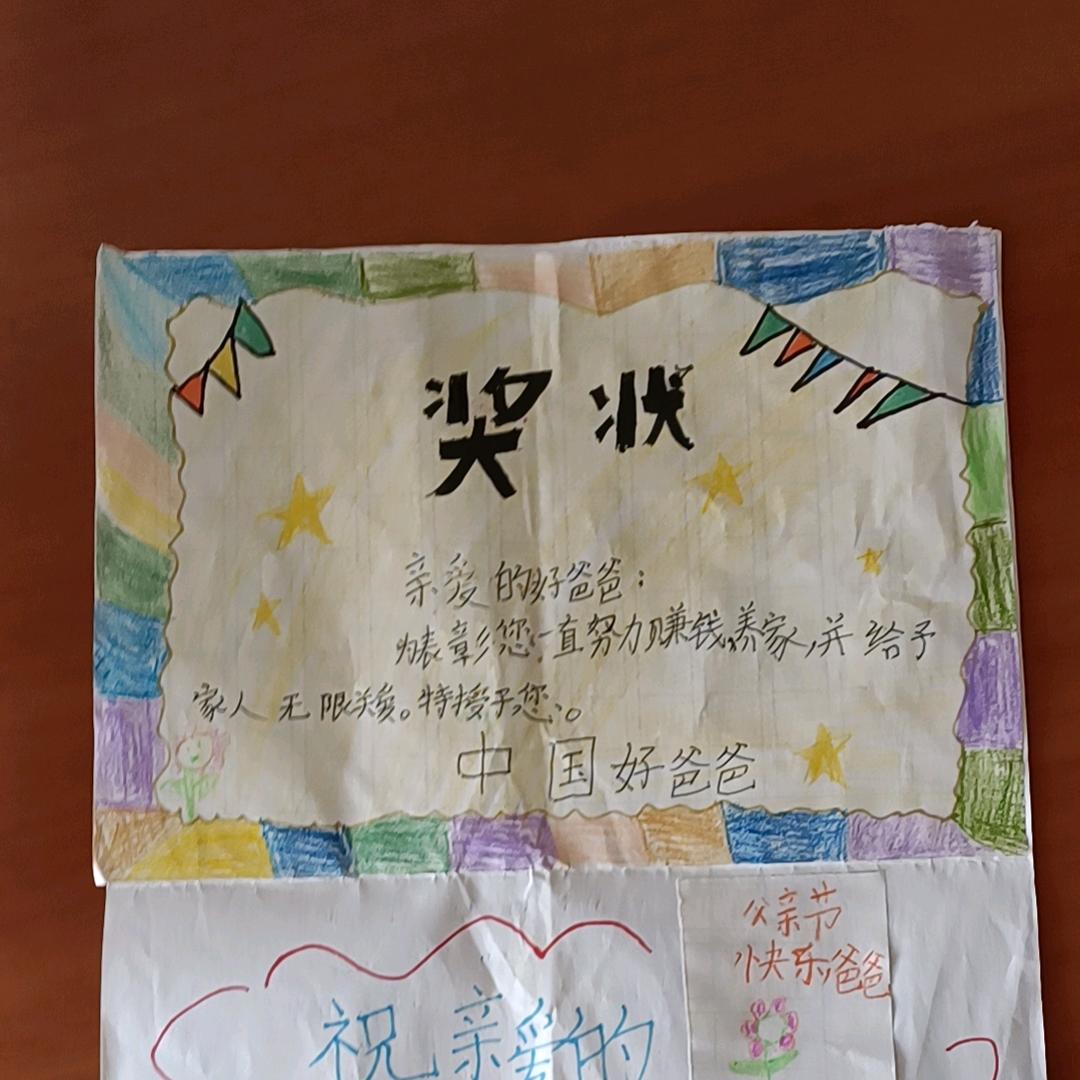 奖状
亲爱的好爸爸：
为表彰您一直努力赚钱养家,并给予
家人无限关爱。特授予您:。
中国好爸爸
父亲节
快乐,爸爸
祝亲爱的